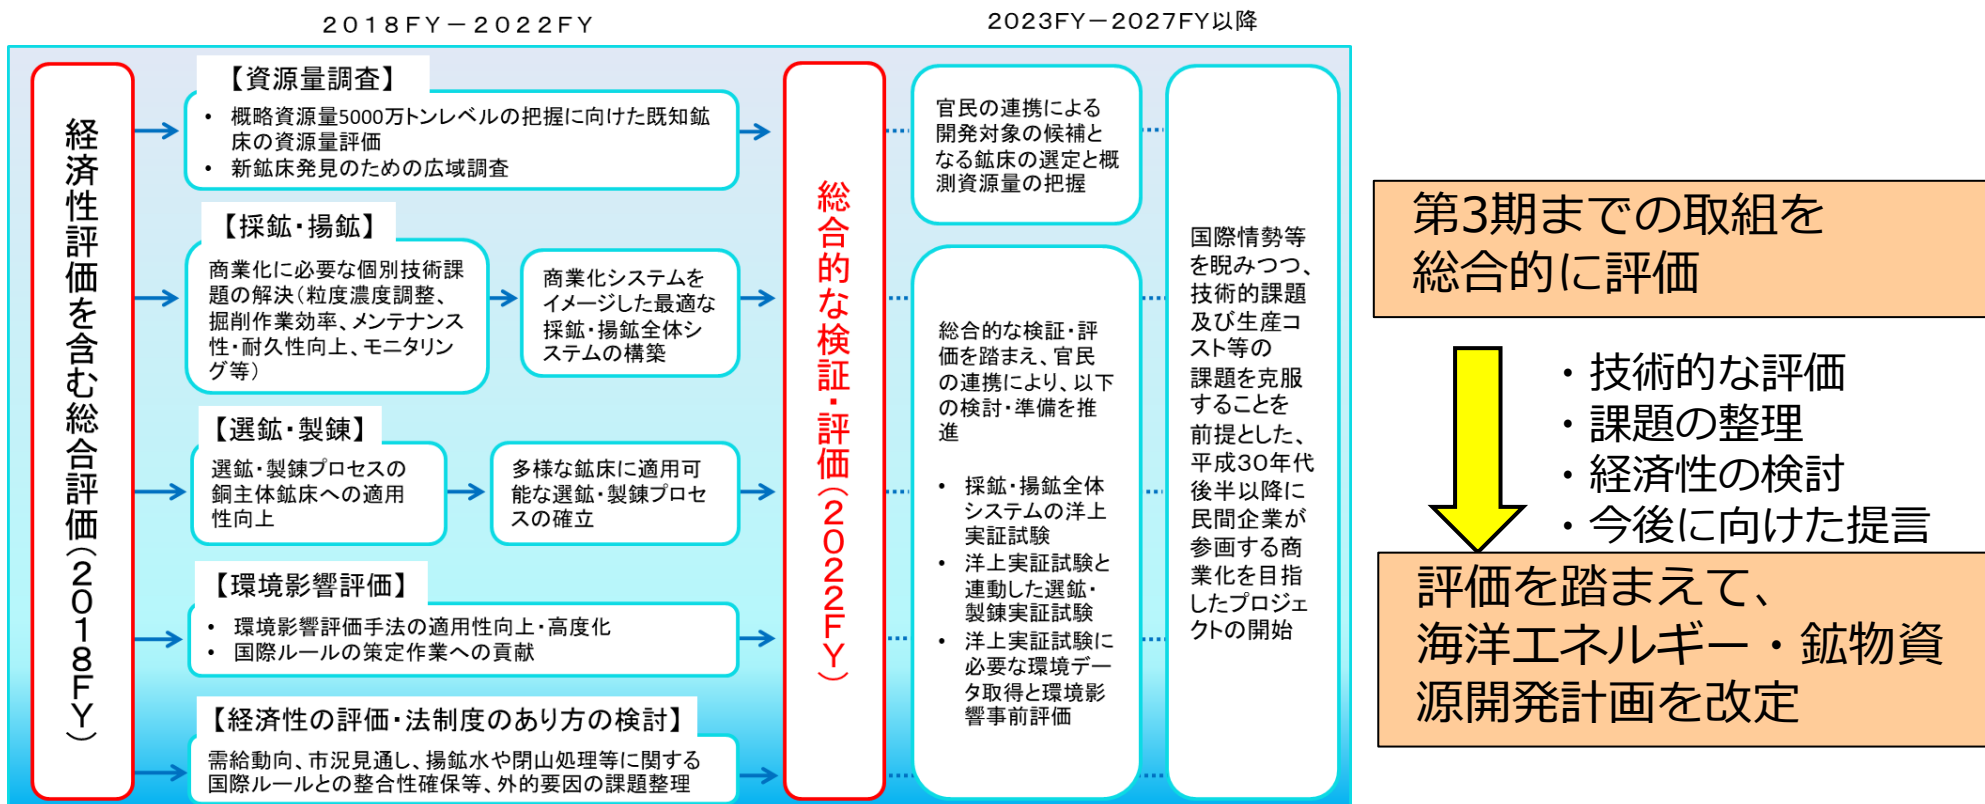 2018FY－2022FY
2023FY－2027FY以降
経済性評価を含む総合評価（2018FY）
【資源量調査】
• 概略資源量5000万トンレベルの把握に向けた既知鉱
床の資源量評価
• 新鉱床発見のための広域調査
【採鉱・揚鉱】
商業化に必要な個別技術課
題の解決（粒度濃度調整、
掘削作業効率、メンテナンス
性・耐久性向上、モニタリン
グ等）
商業化システムを
イメージした最適な
採鉱・揚鉱全体シ
ステムの構築
【選鉱・製錬】
選鉱・製錬プロセスの
銅主体鉱床への適用
性向上
多様な鉱床に適用可
能な選鉱・製錬プロセ
スの確立
【環境影響評価】
• 環境影響評価手法の適用性向上・高度化
• 国際ルールの策定作業への貢献
【経済性の評価・法制度のあり方の検討】
需給動向、市況見通し、揚鉱水や閉山処理等に関する
国際ルールとの整合性確保等、外的要因の課題整理
総合的な検証・評価（2022FY）
官民の連携による
開発対象の候補と
なる鉱床の選定と概
測資源量の把握
総合的な検証・評
価を踏まえ、官民
の連携により、以下
の検討・準備を推
進
• 採鉱・揚鉱全体
システムの洋上
実証試験
• 洋上実証試験と
連動した選鉱・
製錬実証試験
• 洋上実証試験に
必要な環境デー
タ取得と環境影
響事前評価
国際情勢等
を睨みつつ、
技術的課題
及び生産コ
スト等の
課題を克服
することを
前提とした、
平成30年代
後半以降に
民間企業が
参画する商
業化を目指
したプロジェ
クトの開始
第3期までの取組を
総合的に評価
・技術的な評価
・課題の整理
・経済性の検討
・今後に向けた提言
評価を踏まえて、
海洋エネルギー・鉱物資
源開発計画を改定